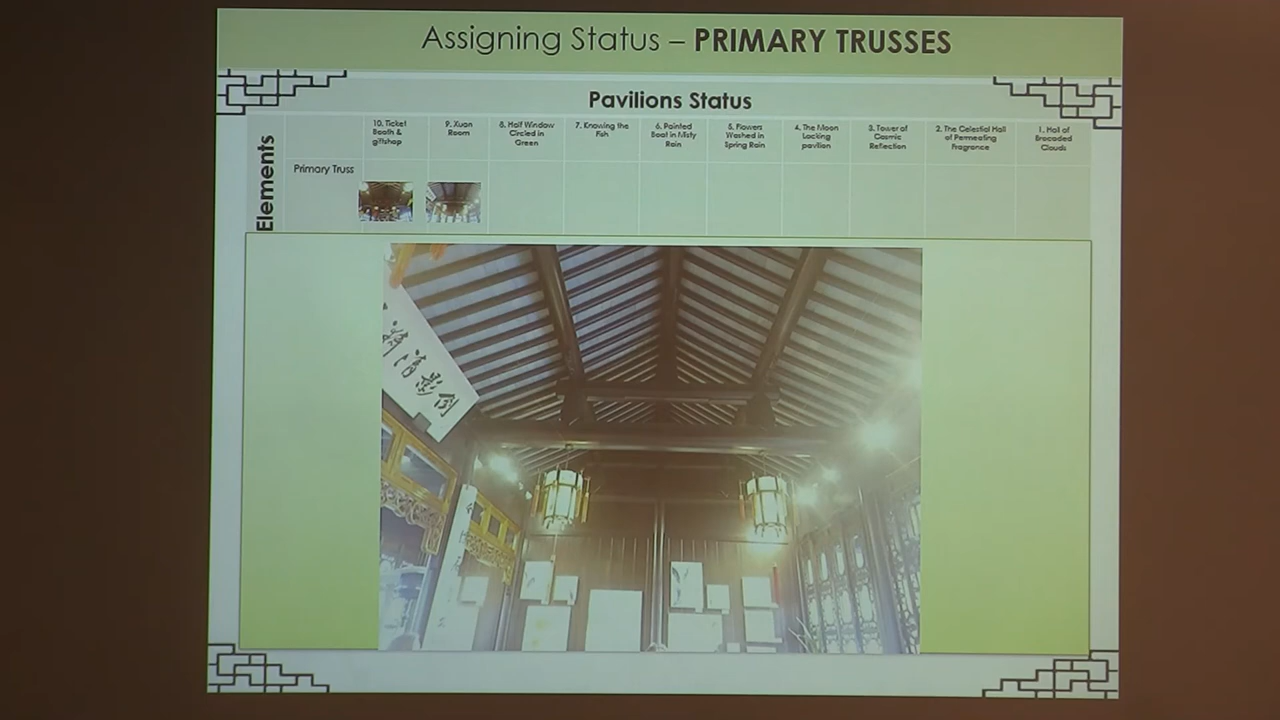 Assigning Status – PRIMARY TRUSSES
Pavilions Status
Elements
10. Ticket
Booth &
giftshop
9. Xuan
Room
8. Half Window
Circled in
Green
7. Knowing the
Fish
6. Painted
Boat in Misty
Rain
5. Flowers
Washed in
Spring Rain
4. The Moon
Locking
pavilion
3. Tower of
Cosmic
Reflection
2. The Celestial Hall
of Permeating
Fragrance
1. Hall of
Brocaded
Clouds
Primary Truss
清影倒